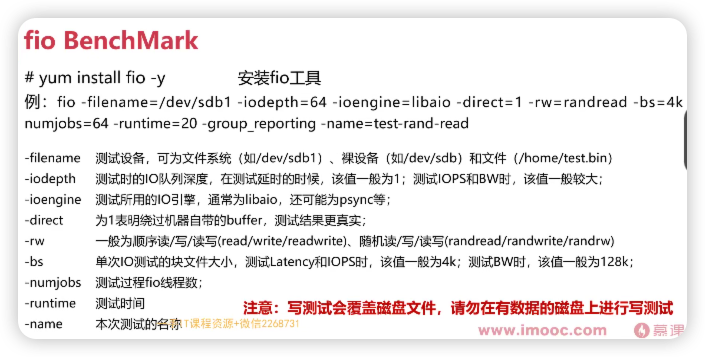 fio BenchMark
# yum install fio -y 安装fio工具
例：fio -filename=/dev/sdb1 -iodepth=64 -ioengine=libaio -direct=1 -rw=randread -bs=4k
numjobs=64 -runtime=20 -group_reporting -name=test-rand-read
-filename 测试设备，可为文件系统（如/dev/sdb1）、裸设备（如/dev/sdb）和文件（/home/test.bin）
-iodepth 测试时的IO队列深度，在测试延时的时候，该值一般为1；测试IOPS和BW时，该值一般较大；
-ioengine 测试所用的IO引擎，通常为libaio，还可能为psync等；
-direct 为1表明绕过机器自带的buffer，测试结果更真实；
-rw 一般为顺序读/写/读写(read/write/readwrite)、随机读/写/读写(randread/randwrite/randrw)
-bs 单次IO测试的块文件大小，测试Latency和IOPS时，该值一般为4k；测试BW时，该值一般为128k；
-numjobs 测试过程fio线程数；
-runtime 测试时间
注意：写测试会覆盖磁盘文件，请勿在有数据的磁盘上进行写测试
-name 本次测试的名称
IT课程资源+微信2268731
www.imooc.com 慕课